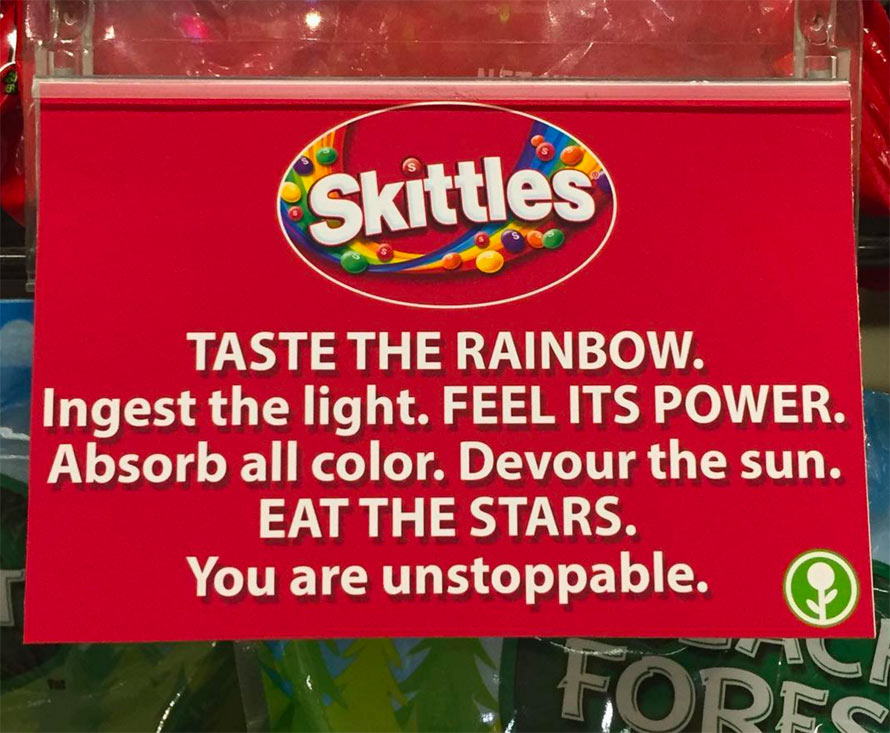 Skittles
TASTE THE RAINBOW.
Ingest the light. FEEL ITS POWER.
Absorb all color. Devour the sun.
EAT THE STARS.
You are unstoppable.